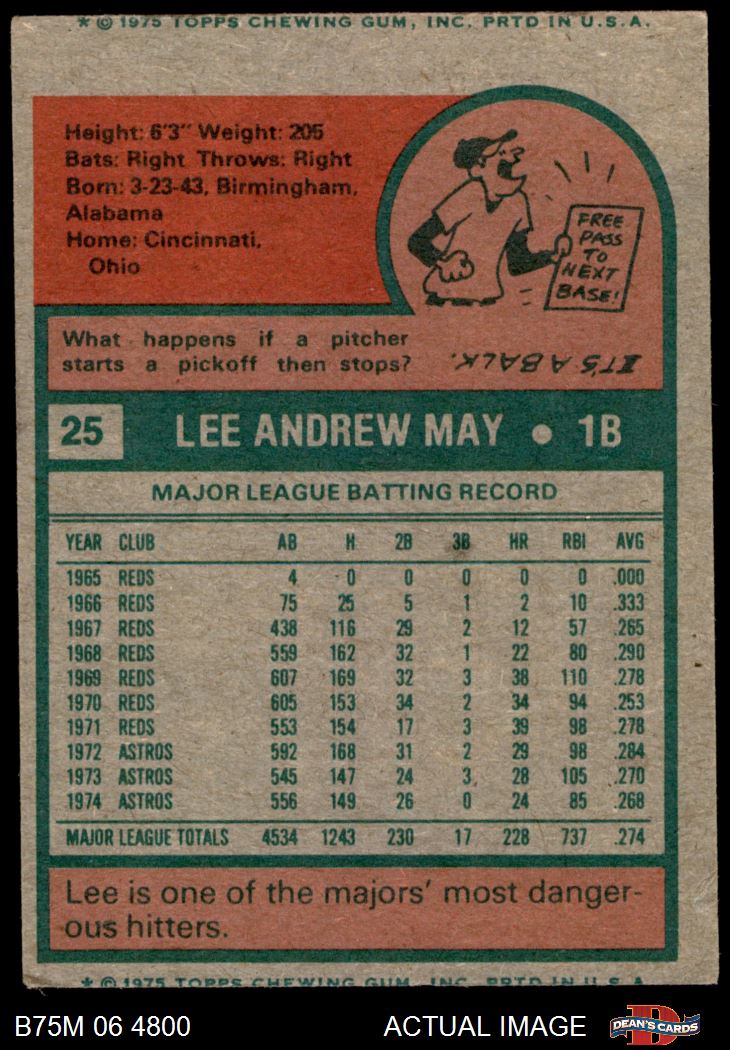 * © 1975 TOPPS CHEWING GUM, INC. PRTD IN U.S.A.
Height: 6'3" Weight: 205
Bats: Right Throws: Right
Born: 3-23-43, Birmingham,
Alabama
Home: Cincinnati,
Ohio
FREE
PASS
TO
NEXT
BASE!
What happens if a pitcher
starts a pickoff then stops?
IT'S A BALK.
25 LEE ANDREW MAY • 1B
MAJOR LEAGUE BATTING RECORD
YEAR CLUB AB H 2B 3B HR RBI AVG
1965 REDS 4 0 0 0 0 0 .000
1966 REDS 75 25 5 1 2 10 .333
1967 REDS 438 116 29 2 12 57 .265
1968 REDS 559 162 32 1 22 80 .290
1969 REDS 607 169 32 3 38 110 .278
1970 REDS 605 153 34 2 34 94 .253
1971 REDS 553 154 17 3 39 98 .278
1972 ASTROS 592 168 31 2 29 98 .284
1973 ASTROS 545 147 24 3 28 105 .270
1974 ASTROS 556 149 26 0 24 85 .268
MAJOR LEAGUE TOTALS 4534 1243 230 17 228 737 .274
Lee is one of the majors' most danger-
ous hitters.
* © 1975 TOPPS CHEWING GUM, INC. PRTD IN U.S.A.
B75M 06 4800 ACTUAL IMAGE DEAN'S CARDS